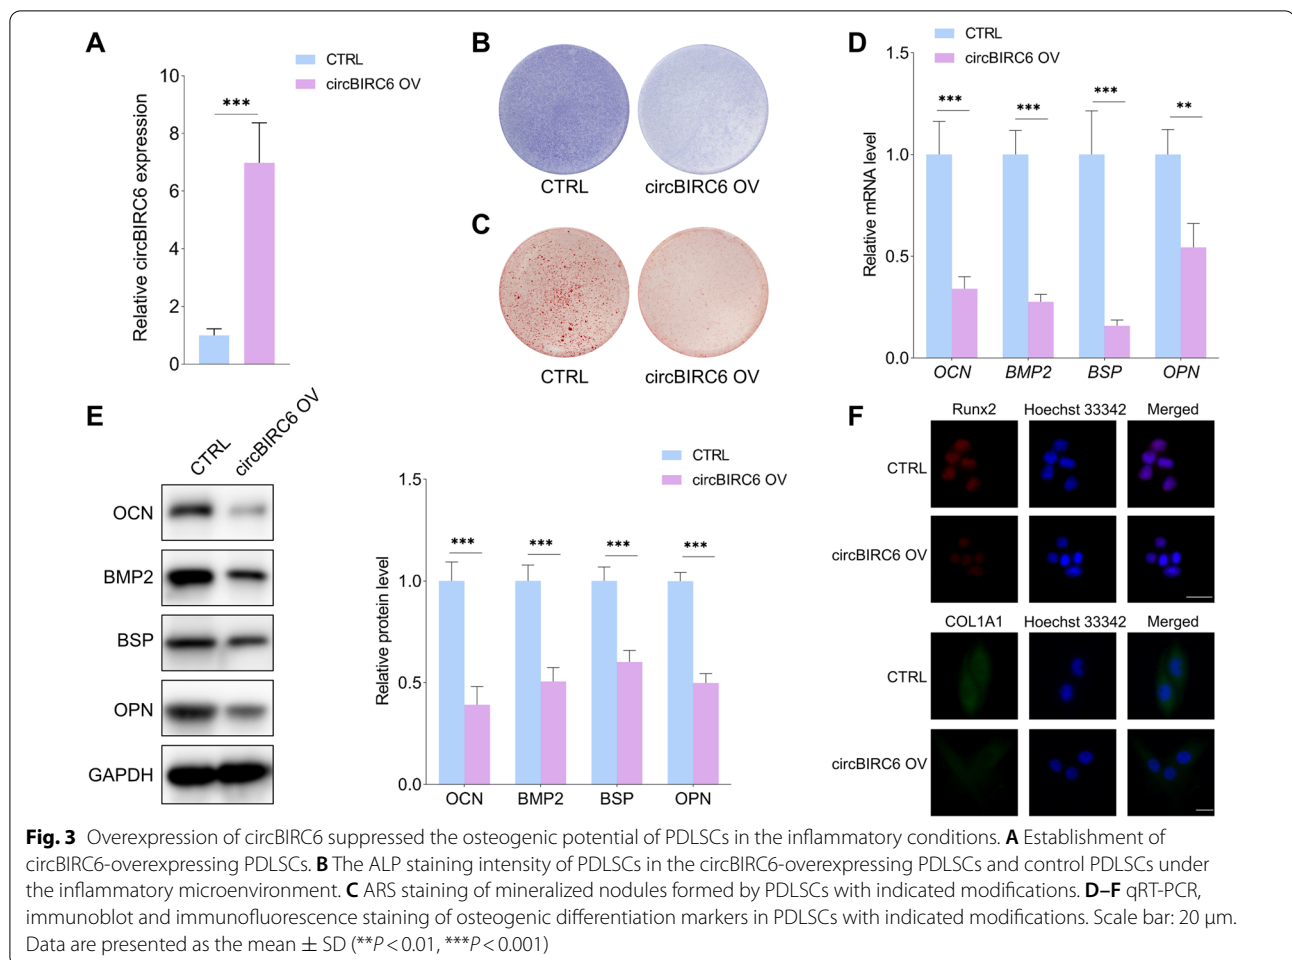 A
CTRL
circBIRC6 OV
Relative circBIRC6 expression
10
8
6
4
2
0
***
B
CTRL
circBIRC6 OV
C
CTRL
circBIRC6 OV
D
CTRL
circBIRC6 OV
Relative mRNA level
1.5
1.0
0.5
0.0
***
***
***
**
OCN
BMP2
BSP
OPN
E
CTRL
circBIRC6 OV
OCN
BMP2
BSP
OPN
GAPDH
CTRL
circBIRC6 OV
Relative protein level
1.5
1.0
0.5
0.0
***
***
***
***
OCN
BMP2
BSP
OPN
F
Runx2 Hoechst 33342 Merged
CTRL
circBIRC6 OV
COL1A1 Hoechst 33342 Merged
CTRL
circBIRC6 OV
Fig. 3 Overexpression of circBIRC6 suppressed the osteogenic potential of PDLSCs in the inflammatory conditions. A Establishment of
circBIRC6-overexpressing PDLSCs. B The ALP staining intensity of PDLSCs in the circBIRC6-overexpressing PDLSCs and control PDLSCs under
the inflammatory microenvironment. C ARS staining of mineralized nodules formed by PDLSCs with indicated modifications. D–F qRT-PCR,
immunoblot and immunofluorescence staining of osteogenic differentiation markers in PDLSCs with indicated modifications. Scale bar: 20 μm.
Data are presented as the mean ± SD (**P < 0.01, ***P < 0.001)